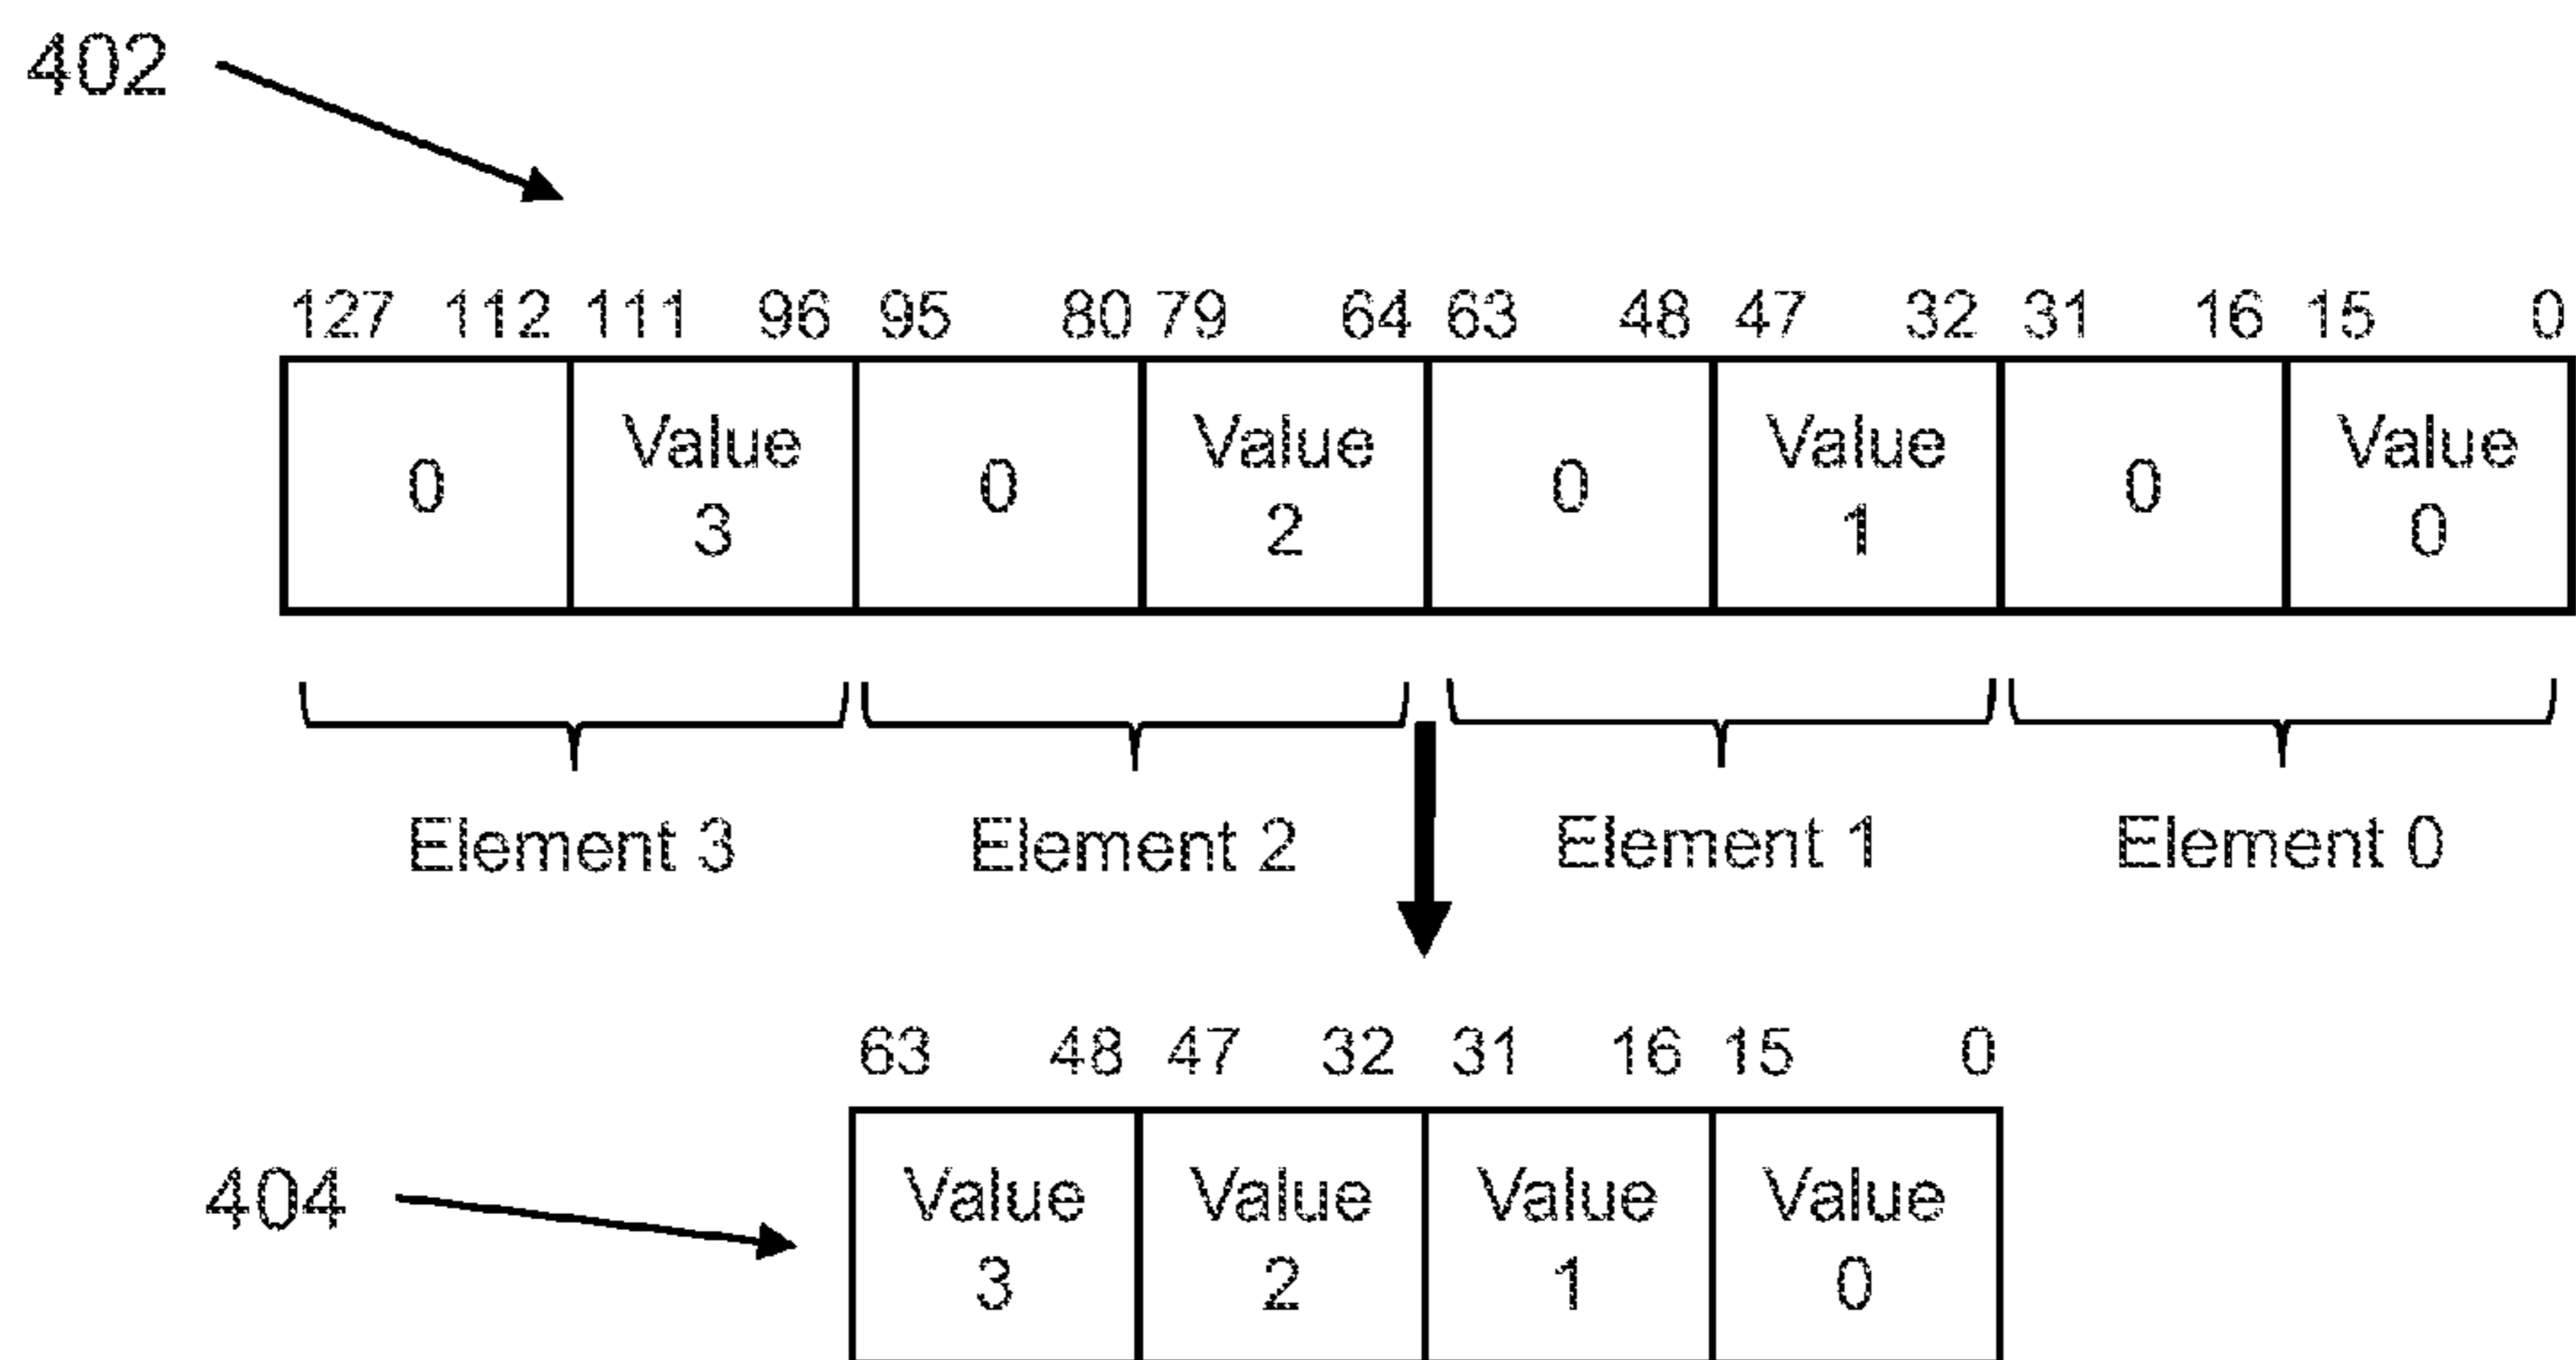 402
127 112 111 96 95 80 79 64 63 48 47 32 31 16 15 0
0 Value 3 0 Value 2 0 Value 1 0 Value 0
Element 3 Element 2 Element 1 Element 0
63 48 47 32 31 16 15 0
404
Value 3 Value 2 Value 1 Value 0